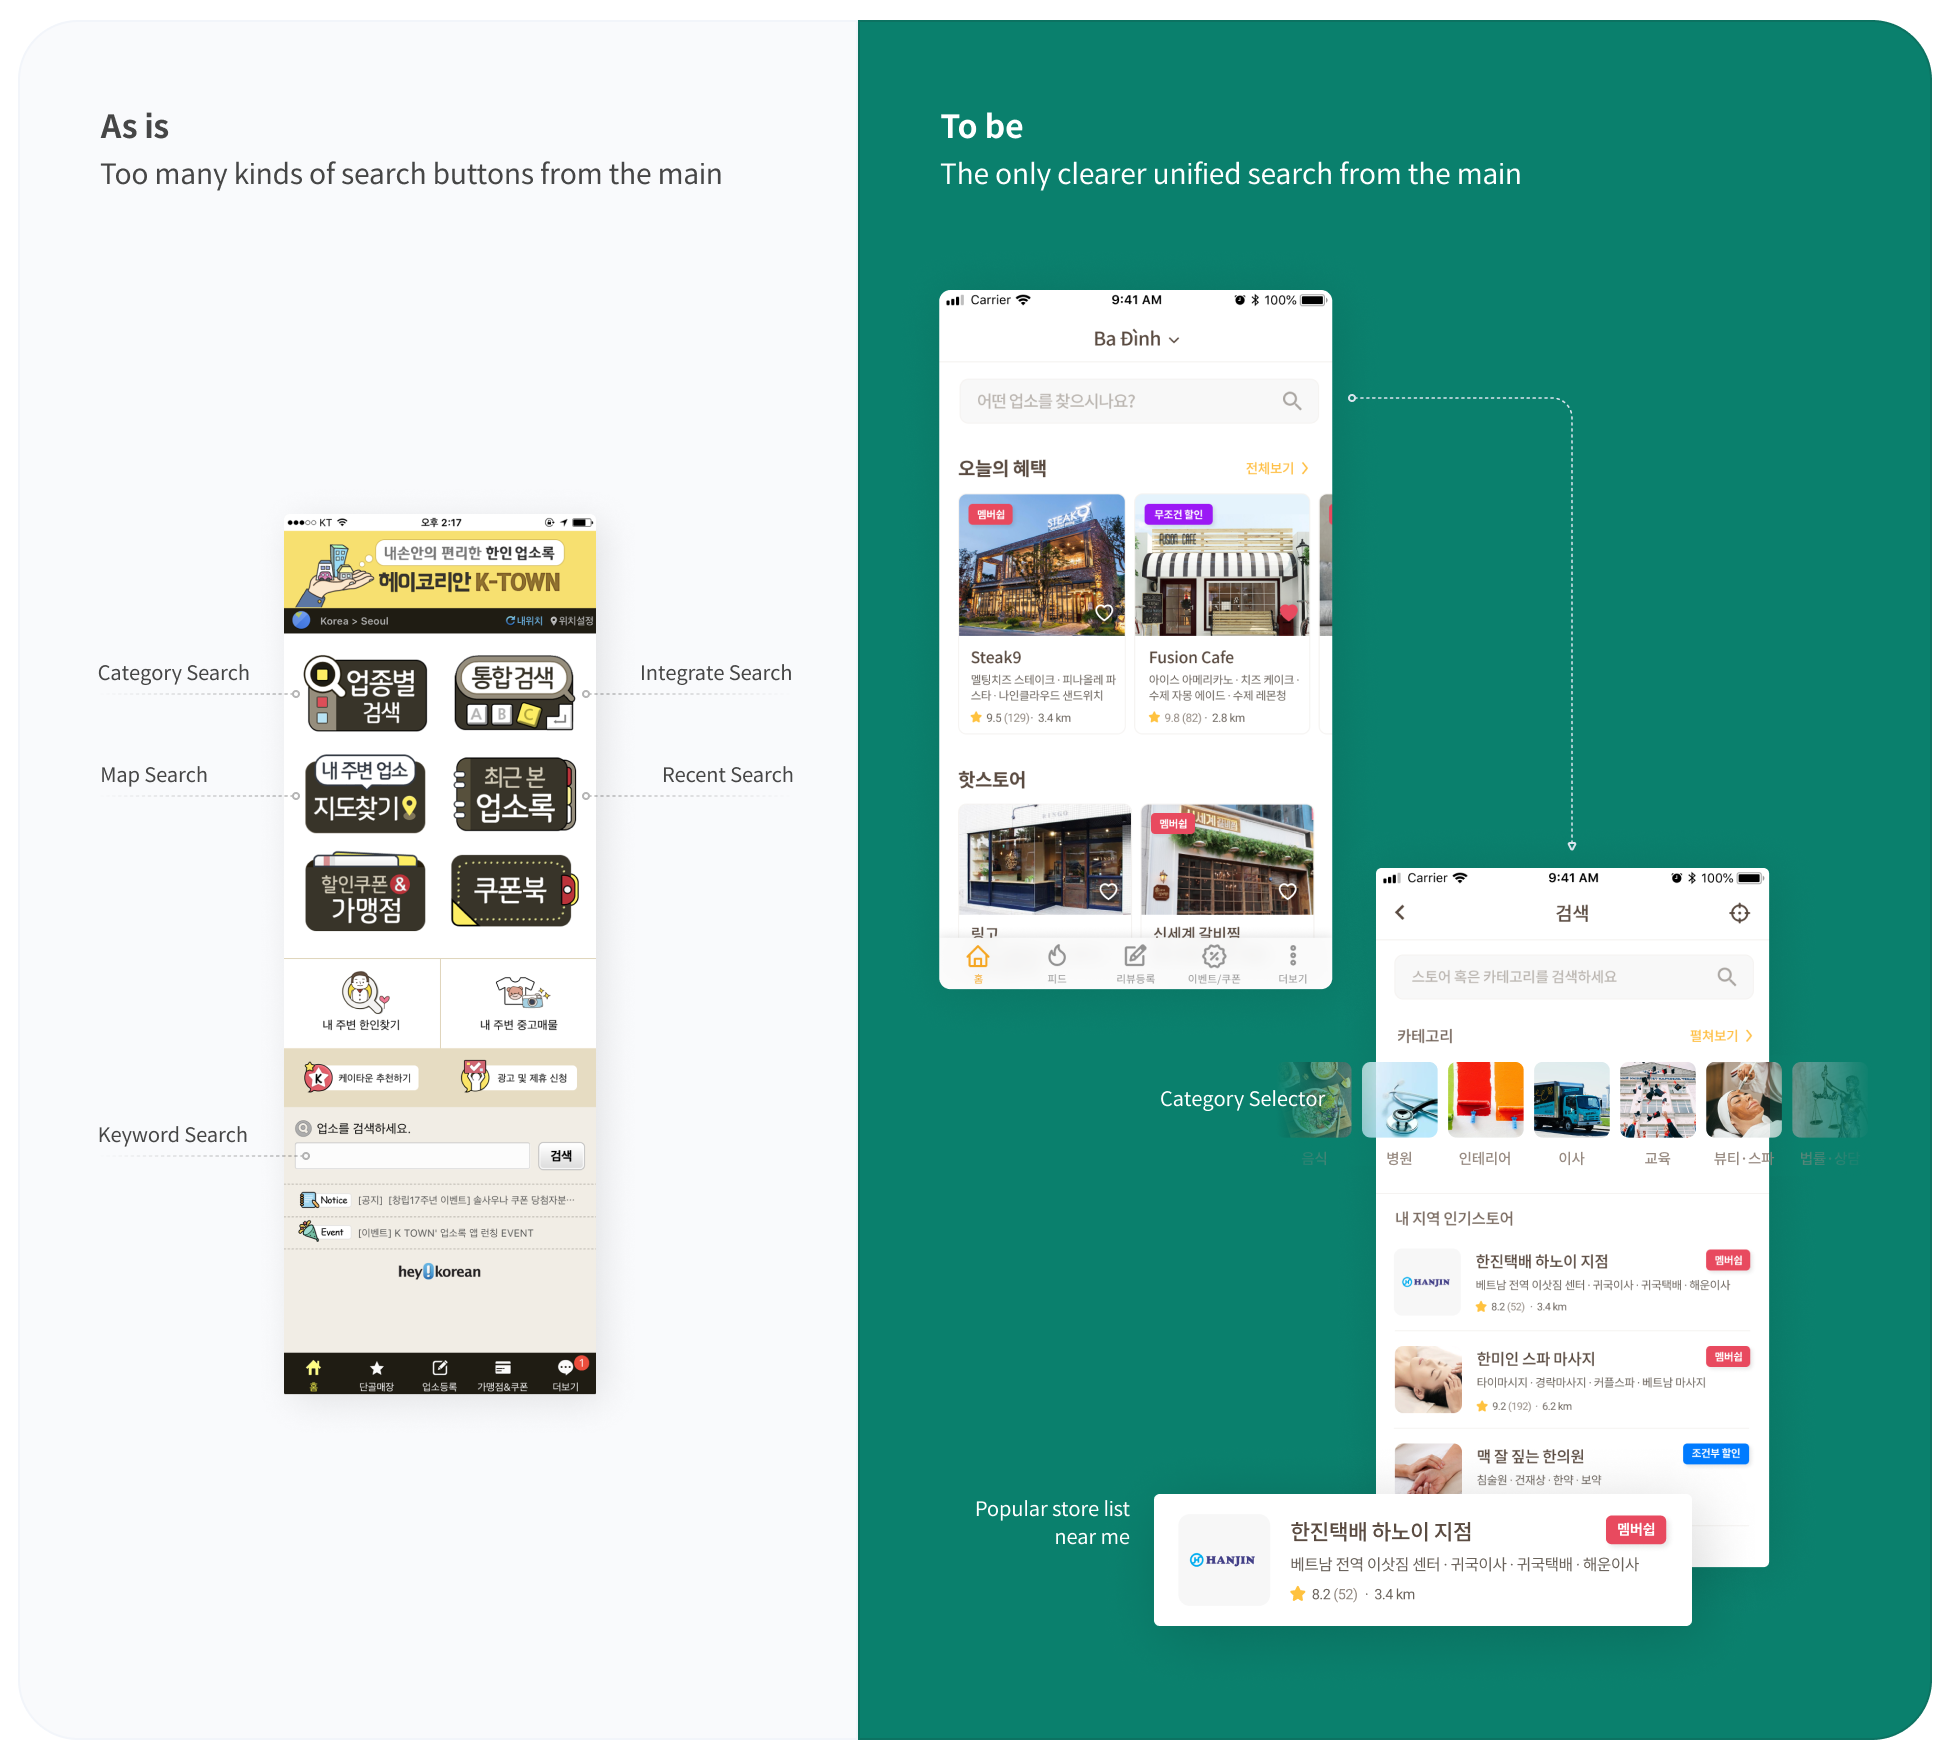 As is
Too many kinds of search buttons from the main
KT
오후 2:17
내손안의 편리한 한인 업소록
헤이코리안 K-TOWN
Korea > Seoul
내위치
위치설정
Category Search
업종별
검색
통합검색
A B C
Integrate Search
Map Search
내 주변 업소
지도찾기
최근 본
업소록
Recent Search
할인쿠폰 &
가맹점
쿠폰북
내 주변 한인찾기
내 주변 중고매물
K
케이타운 추천하기
광고 및 제휴 신청
Keyword Search
업소를 검색하세요.
검색
Notice
[공지] [창립17주년 이벤트] 솔사우나 쿠폰 당첨자분···
Event
[이벤트] K TOWN' 업소록 앱 런칭 EVENT
hey!korean
홈
단골매장
업소등록
가맹점&쿠폰
더보기
1
To be
The only clearer unified search from the main
Carrier
9:41 AM
100%
Ba Đình
어떤 업소를 찾으시나요?
오늘의 혜택
전체보기
멤버쉽
STEAK9
무조건 할인
FUSION CAFE
Steak9
멜팅치즈 스테이크 · 피나올레 파
스타 · 나인클라우드 샌드위치
9.5 (129) · 3.4 km
Fusion Cafe
아이스 아메리카노 · 치즈 케이크 ·
수제 자몽 에이드 · 수제 레몬청
9.8 (82) · 2.8 km
핫스토어
멤버쉽
링고
신세계 갈비찜
홈
피드
리뷰등록
이벤트/쿠폰
더보기
Carrier
9:41 AM
100%
검색
스토어 혹은 카테고리를 검색하세요
카테고리
펼쳐보기
Category Selector
음식
병원
인테리어
이사
교육
뷰티 · 스파
법률 · 상담
내 지역 인기스토어
HANJIN
한진택배 하노이 지점
멤버쉽
베트남 전역 이삿짐 센터 · 귀국이사 · 귀국택배 · 해운이사
8.2 (52) · 3.4 km
한미인 스파 마사지
멤버쉽
타이마시지 · 경락마사지 · 커플스파 · 베트남 마사지
9.2 (192) · 6.2 km
맥 잘 짚는 한의원
조건부 할인
침술원 · 건재상 · 한약 · 보약
Popular store list
near me
HANJIN
한진택배 하노이 지점
멤버쉽
베트남 전역 이삿짐 센터 · 귀국이사 · 귀국택배 · 해운이사
8.2 (52) · 3.4 km